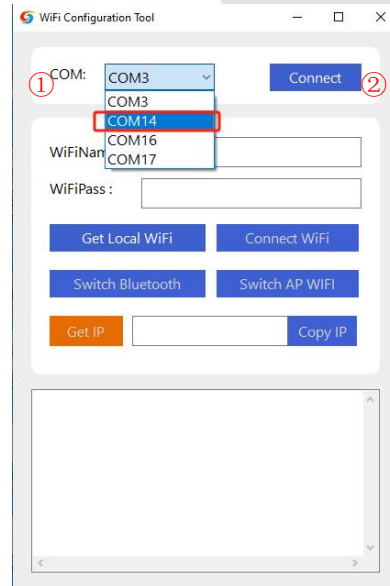 WiFi Configuration Tool
① COM: COM3 Connect ②
COM3
COM14
COM16
COM17
WiFiNam
WiFiPass :
Get Local WiFi Connect WiFi
Switch Bluetooth Switch AP WIFI
Get IP Copy IP